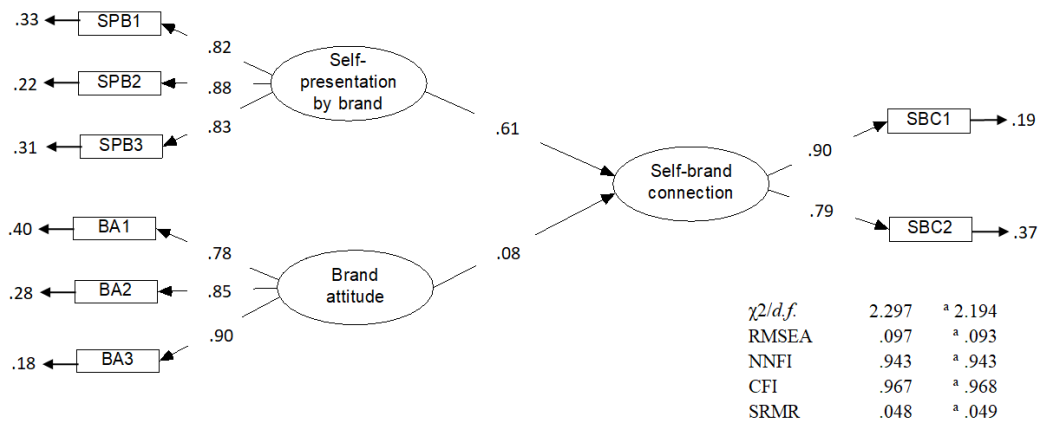 .33
SPB1
.82
Self-
presentation
by brand
.22
SPB2
.88
.31
SPB3
.83
.61
SBC1
.19
.90
Self-brand
connection
.79
SBC2
.37
.40
BA1
.78
.08
Brand
attitude
.28
BA2
.85
.18
BA3
.90
χ2/d.f. 2.297 ª 2.194
RMSEA .097 ª .093
NNFI .943 ª .943
CFI .967 ª .968
SRMR .048 ª .049